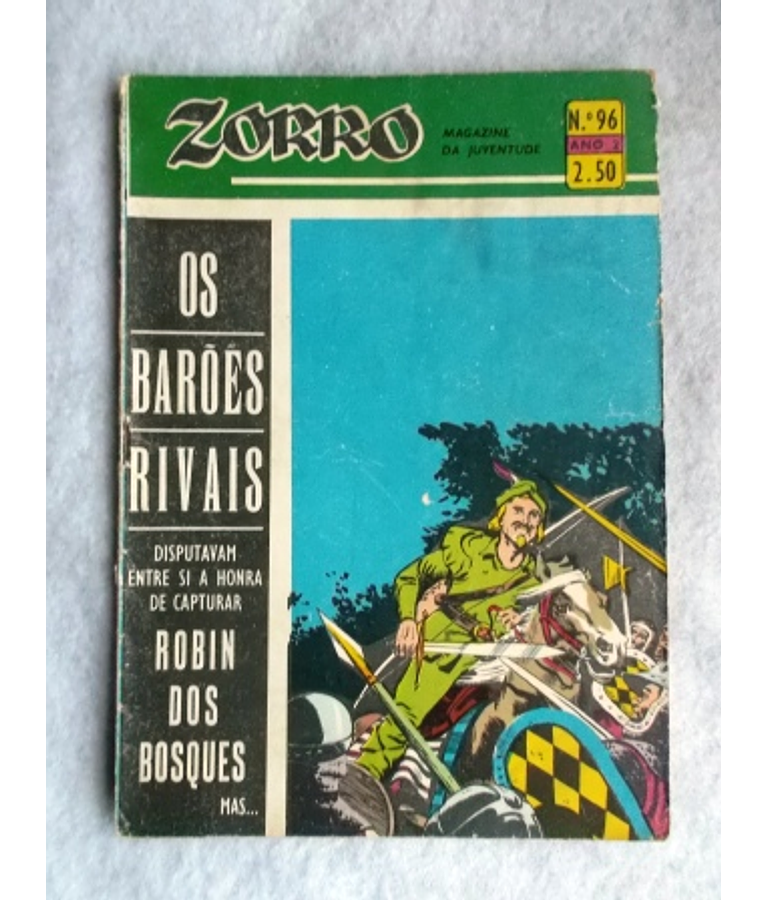 ZORRO
MAGAZINE
DA JUVENTUDE
N.º 96
ANO 2
2.50
OS
BARÕES
RIVAIS
DISPUTAVAM
ENTRE SI A HONRA
DE CAPTURAR
ROBIN
DOS
BOSQUES
MAS...